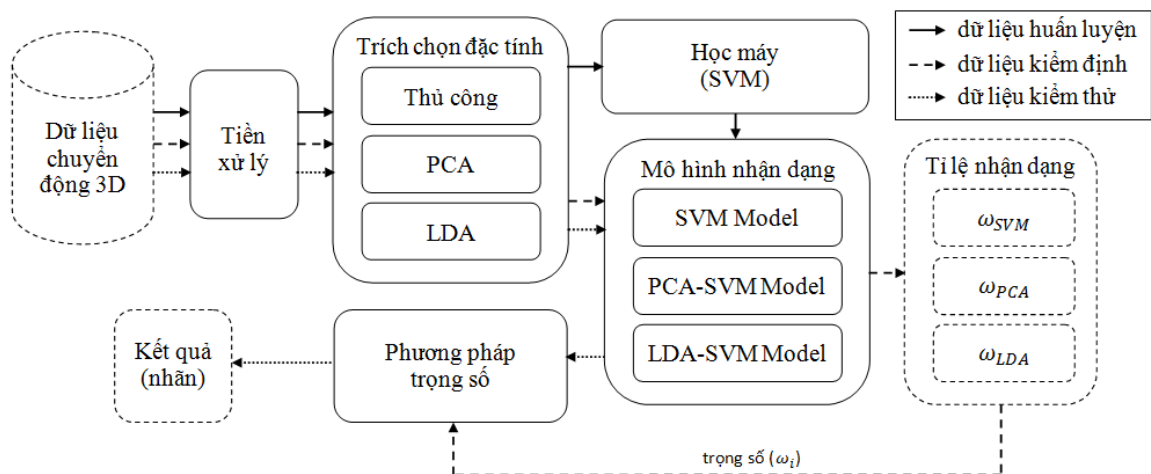 Dữ liệu
chuyển
động 3D
Tiền
xử lý
Trích chọn đặc tính
Thủ công
PCA
LDA
Học máy
(SVM)
dữ liệu huấn luyện
dữ liệu kiểm định
dữ liệu kiểm thử
Mô hình nhận dạng
SVM Model
PCA-SVM Model
LDA-SVM Model
Tỉ lệ nhận dạng
ω_SVM
ω_PCA
ω_LDA
Kết quả
(nhãn)
Phương pháp
trọng số
trọng số (ω_i)